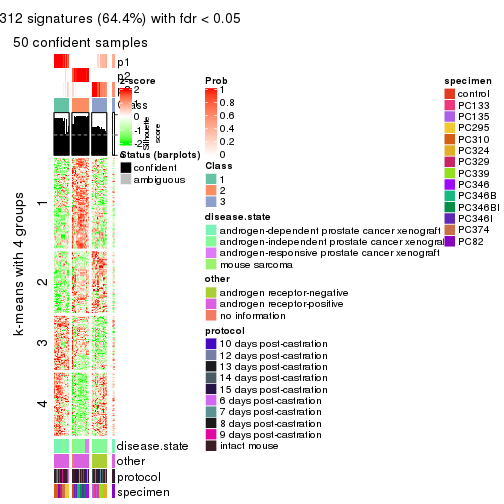 312 signatures (64.4%) with fdr < 0.05
50 confident samples
p1
p2
z-score
2
1
0
-1
-2
Class
Silhouette
score
Status (barplots)
confident
ambiguous
k-means with 4 groups
1
2
3
4
disease.state
other
protocol
specimen
Prob
1
0.8
0.6
0.4
0.2
0
Class
1
2
3
disease.state
androgen-dependent prostate cancer xenograft
androgen-independent prostate cancer xenograft
androgen-responsive prostate cancer xenograft
mouse sarcoma
other
androgen receptor-negative
androgen receptor-positive
no information
protocol
10 days post-castration
12 days post-castration
13 days post-castration
14 days post-castration
15 days post-castration
6 days post-castration
7 days post-castration
8 days post-castration
9 days post-castration
intact mouse
specimen
control
PC133
PC135
PC295
PC310
PC324
PC329
PC339
PC346
PC346B
PC346BI
PC346I
PC374
PC82